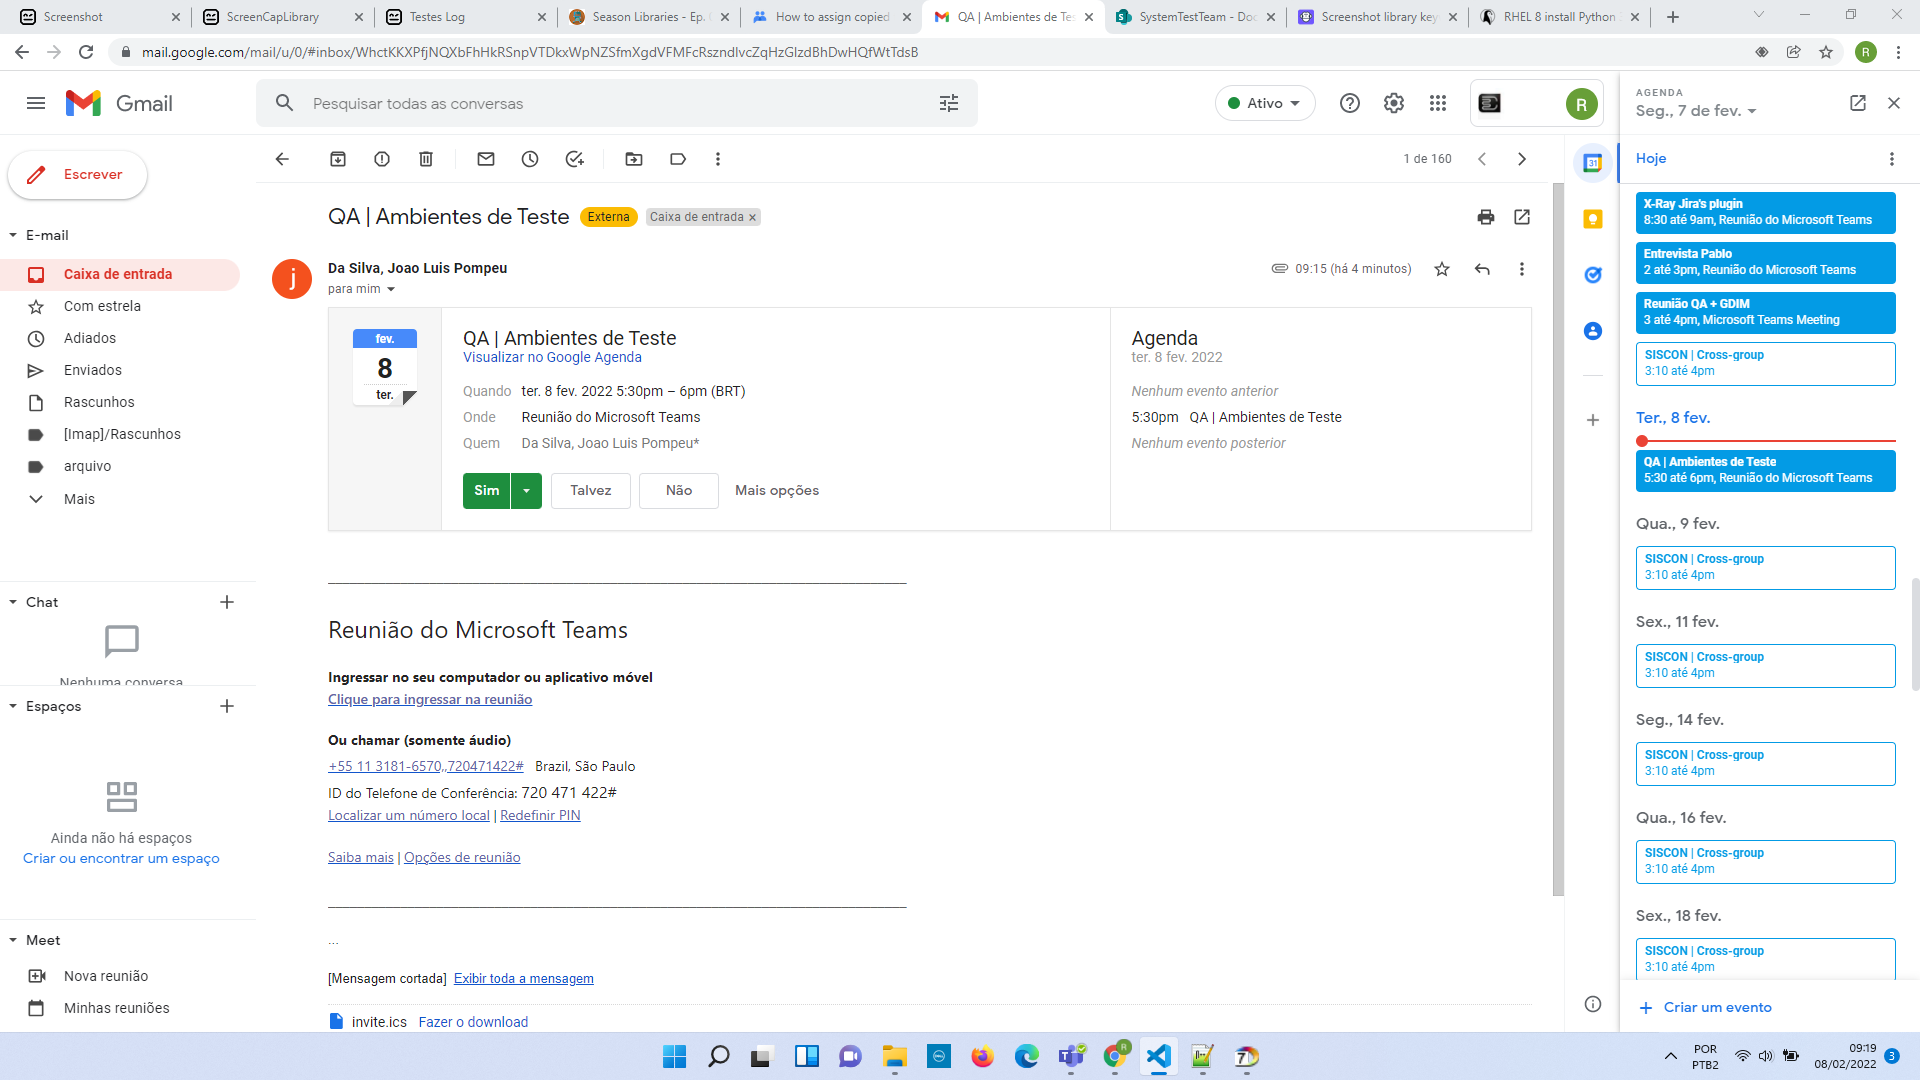 Screenshot
ScreenCapLibrary
Testes Log
Season Libraries - Ep.
How to assign copied
QA | Ambientes de Tes
SystemTestTeam - Doc
Screenshot library key
RHEL 8 install Python
mail.google.com/mail/u/0/#inbox/WhctKKXPfjNQXbFhHkRSnpVTDkxWpNZSfmXgdVFMFcRszndlvcZqHzGlzdBhDwHQfWtTdsB
R
Gmail
Pesquisar todas as conversas
Ativo
R
AGENDA
Seg., 7 de fev.
Escrever
E-mail
Caixa de entrada
Com estrela
Adiados
Enviados
Rascunhos
[Imap]/Rascunhos
arquivo
Mais
Chat
Nenhuma conversa
Espaços
Ainda não há espaços
Criar ou encontrar um espaço
Meet
Nova reunião
Minhas reuniões
1 de 160
QA | Ambientes de Teste
Externa
Caixa de entrada ×
j
Da Silva, Joao Luis Pompeu
para mim
09:15 (há 4 minutos)
fev.
8
ter.
QA | Ambientes de Teste
Visualizar no Google Agenda
Quando ter. 8 fev. 2022 5:30pm – 6pm (BRT)
Onde Reunião do Microsoft Teams
Quem Da Silva, Joao Luis Pompeu*
Sim
Talvez
Não
Mais opções
Agenda
ter. 8 fev. 2022
Nenhum evento anterior
5:30pm QA | Ambientes de Teste
Nenhum evento posterior
Reunião do Microsoft Teams
Ingressar no seu computador ou aplicativo móvel
Clique para ingressar na reunião
Ou chamar (somente áudio)
+55 11 3181-6570,,720471422# Brazil, São Paulo
ID do Telefone de Conferência: 720 471 422#
Localizar um número local | Redefinir PIN
Saiba mais | Opções de reunião
...
[Mensagem cortada] Exibir toda a mensagem
invite.ics Fazer o download
31
Hoje
X-Ray Jira's plugin
8:30 até 9am, Reunião do Microsoft Teams
Entrevista Pablo
2 até 3pm, Reunião do Microsoft Teams
Reunião QA + GDIM
3 até 4pm, Microsoft Teams Meeting
SISCON | Cross-group
3:10 até 4pm
Ter., 8 fev.
QA | Ambientes de Teste
5:30 até 6pm, Reunião do Microsoft Teams
Qua., 9 fev.
SISCON | Cross-group
3:10 até 4pm
Sex., 11 fev.
SISCON | Cross-group
3:10 até 4pm
Seg., 14 fev.
SISCON | Cross-group
3:10 até 4pm
Qua., 16 fev.
SISCON | Cross-group
3:10 até 4pm
Sex., 18 fev.
SISCON | Cross-group
3:10 até 4pm
Criar um evento
R
7
POR
PTB2
09:19
08/02/2022
3